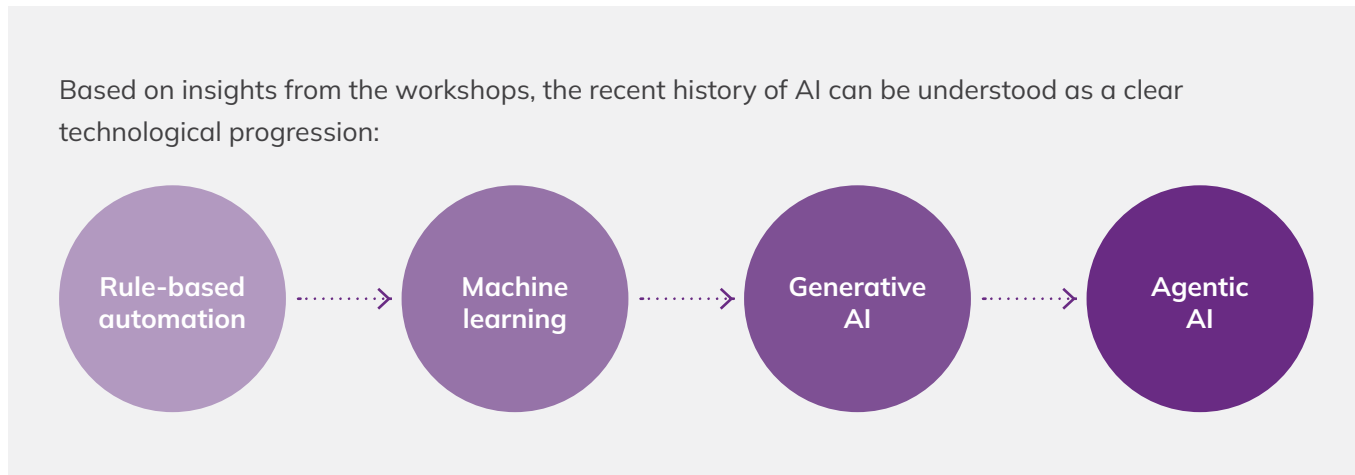 Based on insights from the workshops, the recent history of AI can be understood as a clear
technological progression:
Rule-based
automation
Machine
learning
Generative
AI
Agentic
AI